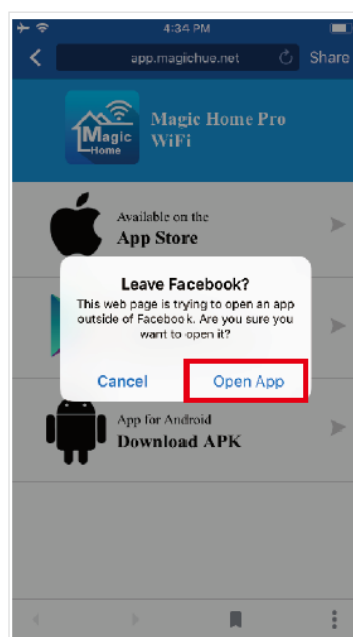 4:34 PM
app.magichue.net
Share
Magic
Home
Magic Home Pro
WiFi
Available on the
App Store
Leave Facebook?
This web page is trying to open an app
outside of Facebook. Are you sure you
want to open it?
Cancel
Open App
App for Android
Download APK